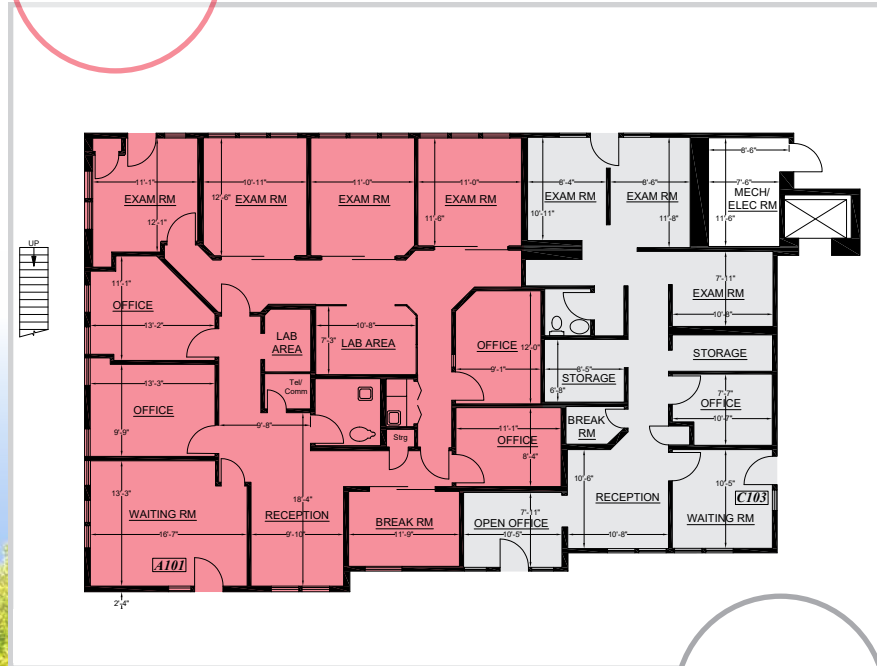 UP
11'-1"
EXAM RM
12'-1"
10'-11"
12'-6"
EXAM RM
11'-0"
EXAM RM
11'-0"
EXAM RM
11'-6"
8'-4"
EXAM RM
10'-11"
8'-6"
EXAM RM
11'-8"
6'-6"
7'-6"
MECH/
ELEC RM
11'-6"
11'-1"
OFFICE
13'-2"
LAB
AREA
10'-8"
7'-3"
LAB AREA
OFFICE
12'-0"
9'-1"
7'-11"
EXAM RM
10'-8"
STORAGE
8'-5"
STORAGE
6'-8"
13'-3"
OFFICE
9'-9"
Tel/
Comm
9'-8"
Strg
11'-1"
OFFICE
8'-4"
BREAK
RM
7'-7"
OFFICE
10'-7"
13'-3"
WAITING RM
16'-7"
A101
2'-4"
18'-4"
RECEPTION
9'-10"
BREAK RM
11'-9"
7'-11"
OPEN OFFICE
10'-5"
10'-6"
RECEPTION
10'-8"
10'-5"
C103
WAITING RM